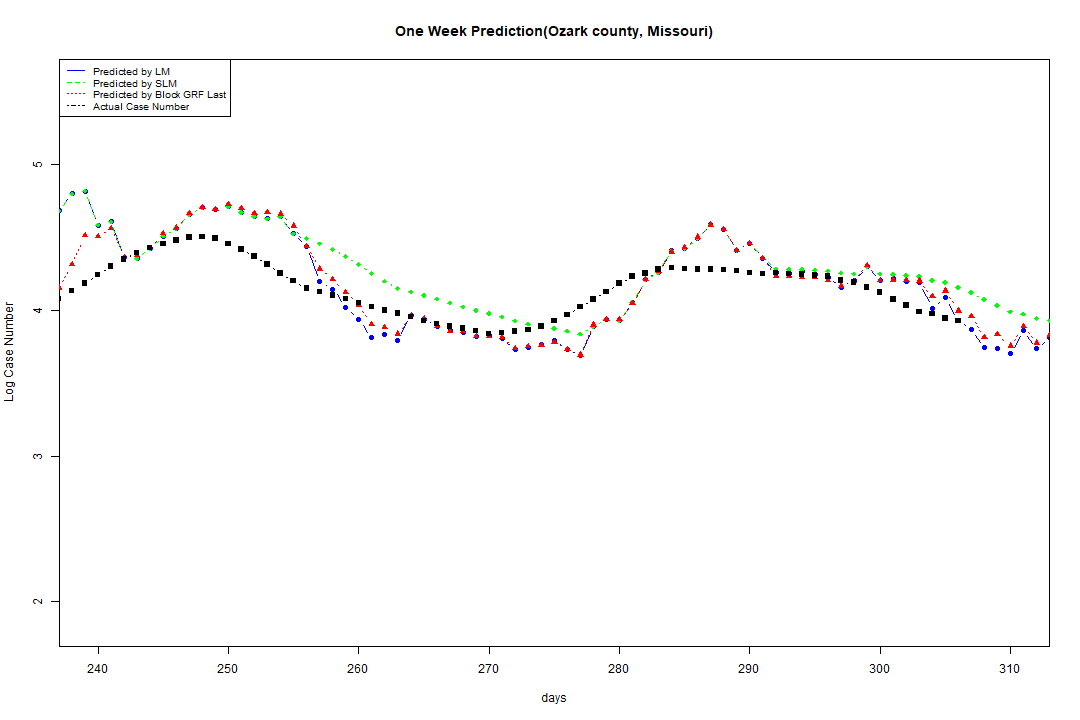 One Week Prediction(Ozark county, Missouri)
Predicted by LM
Predicted by SLM
Predicted by Block GRF Last
Actual Case Number
5
4
3
2
Log Case Number
240 250 260 270 280 290 300 310
days